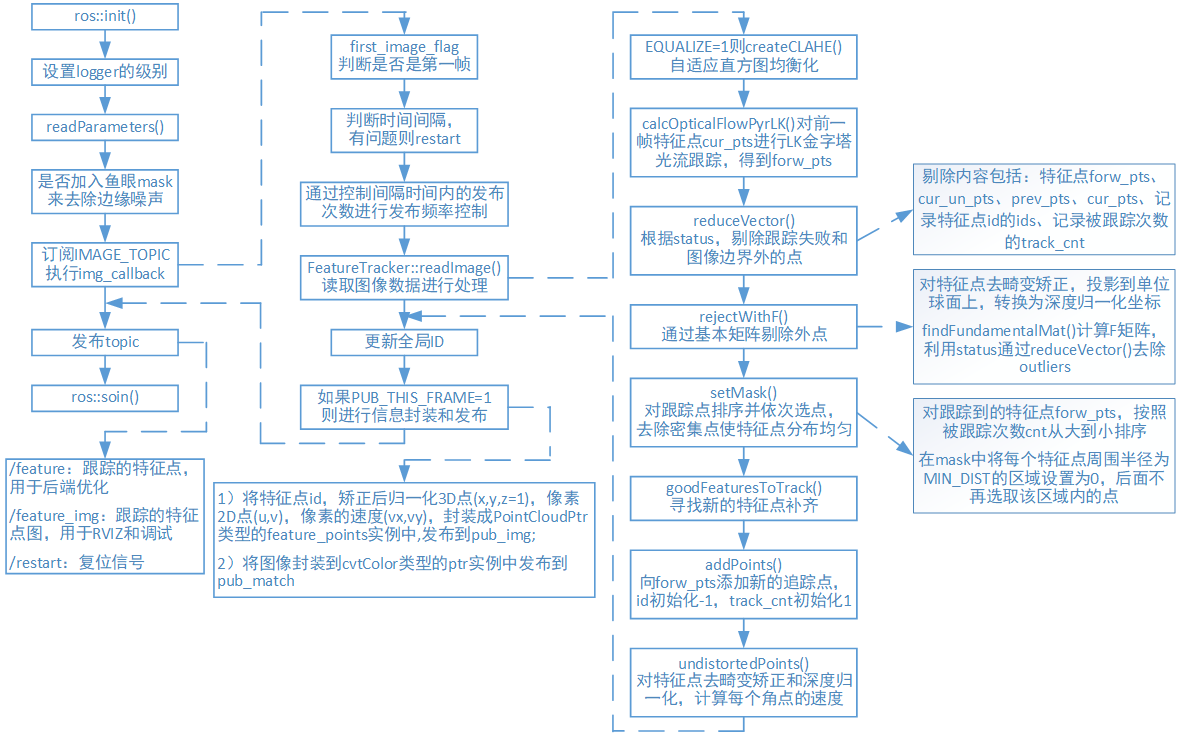 ros::init()
设置logger的级别
readParameters()
是否加入鱼眼mask
来去除边缘噪声
订阅IMAGE_TOPIC
执行img_callback
发布topic
ros::soin()
/feature：跟踪的特征点，
用于后端优化
/feature_img：跟踪的特征
点图，用于RVIZ和调试
/restart：复位信号
first_image_flag
判断是否是第一帧
判断时间间隔，
有问题则restart
通过控制间隔时间内的发布
次数进行发布频率控制
FeatureTracker::readImage()
读取图像数据进行处理
更新全局ID
如果PUB_THIS_FRAME=1
则进行信息封装和发布
1）将特征点id，矫正后归一化3D点(x,y,z=1)，像素
2D点(u,v)，像素的速度(vx,vy)，封装成PointCloudPtr
类型的feature_points实例中,发布到pub_img;
2）将图像封装到cvtColor类型的ptr实例中发布到
pub_match
EQUALIZE=1则createCLAHE()
自适应直方图均衡化
calcOpticalFlowPyrLK()对前一
帧特征点cur_pts进行LK金字塔
光流跟踪，得到forw_pts
reduceVector()
根据status，剔除跟踪失败和
图像边界外的点
rejectWithF()
通过基本矩阵剔除外点
setMask()
对跟踪点排序并依次选点，
去除密集点使特征点分布均匀
goodFeaturesToTrack()
寻找新的特征点补齐
addPoints()
向forw_pts添加新的追踪点，
id初始化-1，track_cnt初始化1
undistortedPoints()
对特征点去畸变矫正和深度归
一化，计算每个角点的速度
剔除内容包括：特征点forw_pts、
cur_un_pts、prev_pts、cur_pts、记
录特征点id的ids、记录被跟踪次数
的track_cnt
对特征点去畸变矫正，投影到单位
球面上，转换为深度归一化坐标
findFundamentalMat()计算F矩阵，
利用status通过reduceVector()去除
outliers
对跟踪到的特征点forw_pts，按照
被跟踪次数cnt从大到小排序
在mask中将每个特征点周围半径为
MIN_DIST的区域设置为0，后面不
再选取该区域内的点